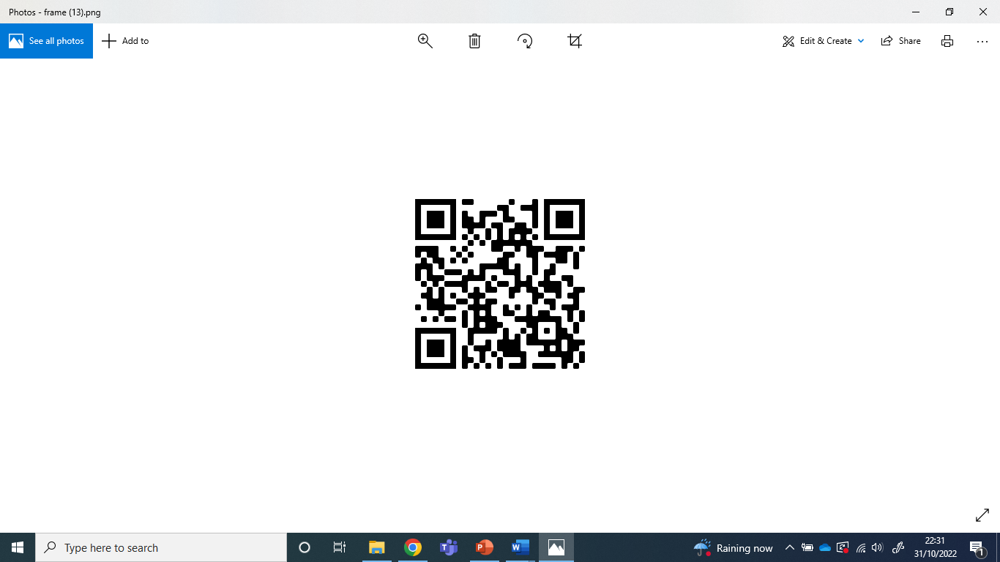 Photos - frame (13).png
See all photos
Add to
Edit & Create
Share
Type here to search
Raining now
22:31
31/10/2022
1